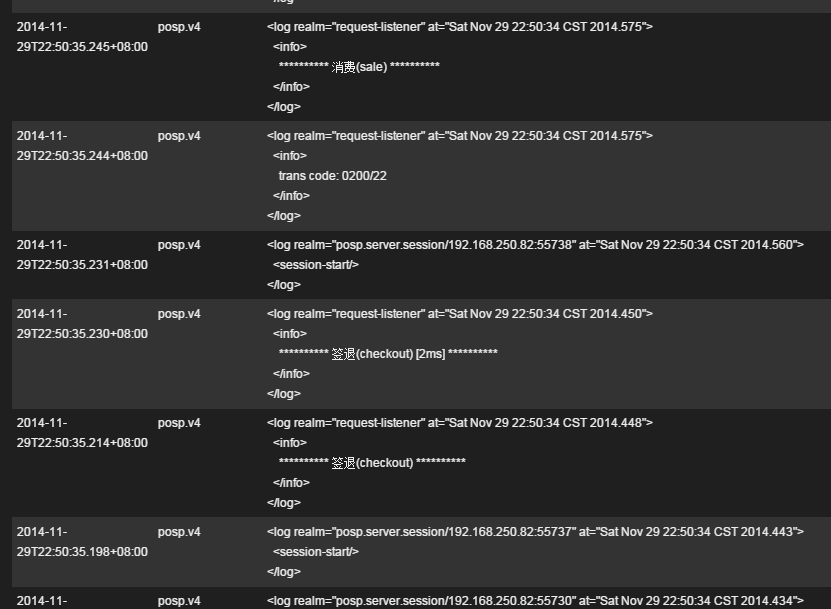 </log>
2014-11- posp.v4 <log realm="request-listener" at="Sat Nov 29 22:50:34 CST 2014.575">
29T22:50:35.245+08:00 <info>
********** 消费(sale) **********
</info>
</log>
2014-11- posp.v4 <log realm="request-listener" at="Sat Nov 29 22:50:34 CST 2014.575">
29T22:50:35.244+08:00 <info>
trans code: 0200/22
</info>
</log>
2014-11- posp.v4 <log realm="posp.server.session/192.168.250.82:55738" at="Sat Nov 29 22:50:34 CST 2014.560">
29T22:50:35.231+08:00 <session-start/>
</log>
2014-11- posp.v4 <log realm="request-listener" at="Sat Nov 29 22:50:34 CST 2014.450">
29T22:50:35.230+08:00 <info>
********** 签退(checkout) [2ms] **********
</info>
</log>
2014-11- posp.v4 <log realm="request-listener" at="Sat Nov 29 22:50:34 CST 2014.448">
29T22:50:35.214+08:00 <info>
********** 签退(checkout) **********
</info>
</log>
2014-11- posp.v4 <log realm="posp.server.session/192.168.250.82:55737" at="Sat Nov 29 22:50:34 CST 2014.443">
29T22:50:35.198+08:00 <session-start/>
</log>
2014-11- posp.v4 <log realm="posp.server.session/192.168.250.82:55730" at="Sat Nov 29 22:50:34 CST 2014.434">